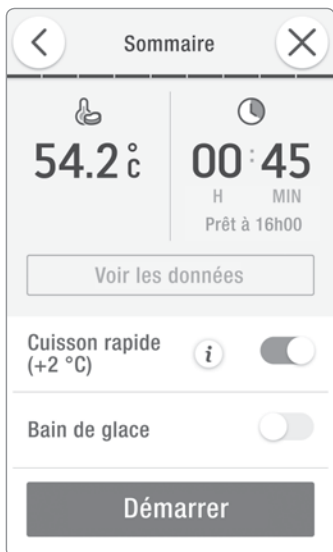 Sommaire
54.2 °C
00:45
H MIN
Prêt à 16h00
Voir les données
Cuisson rapide
(+2 °C)
i
Bain de glace
Démarrer